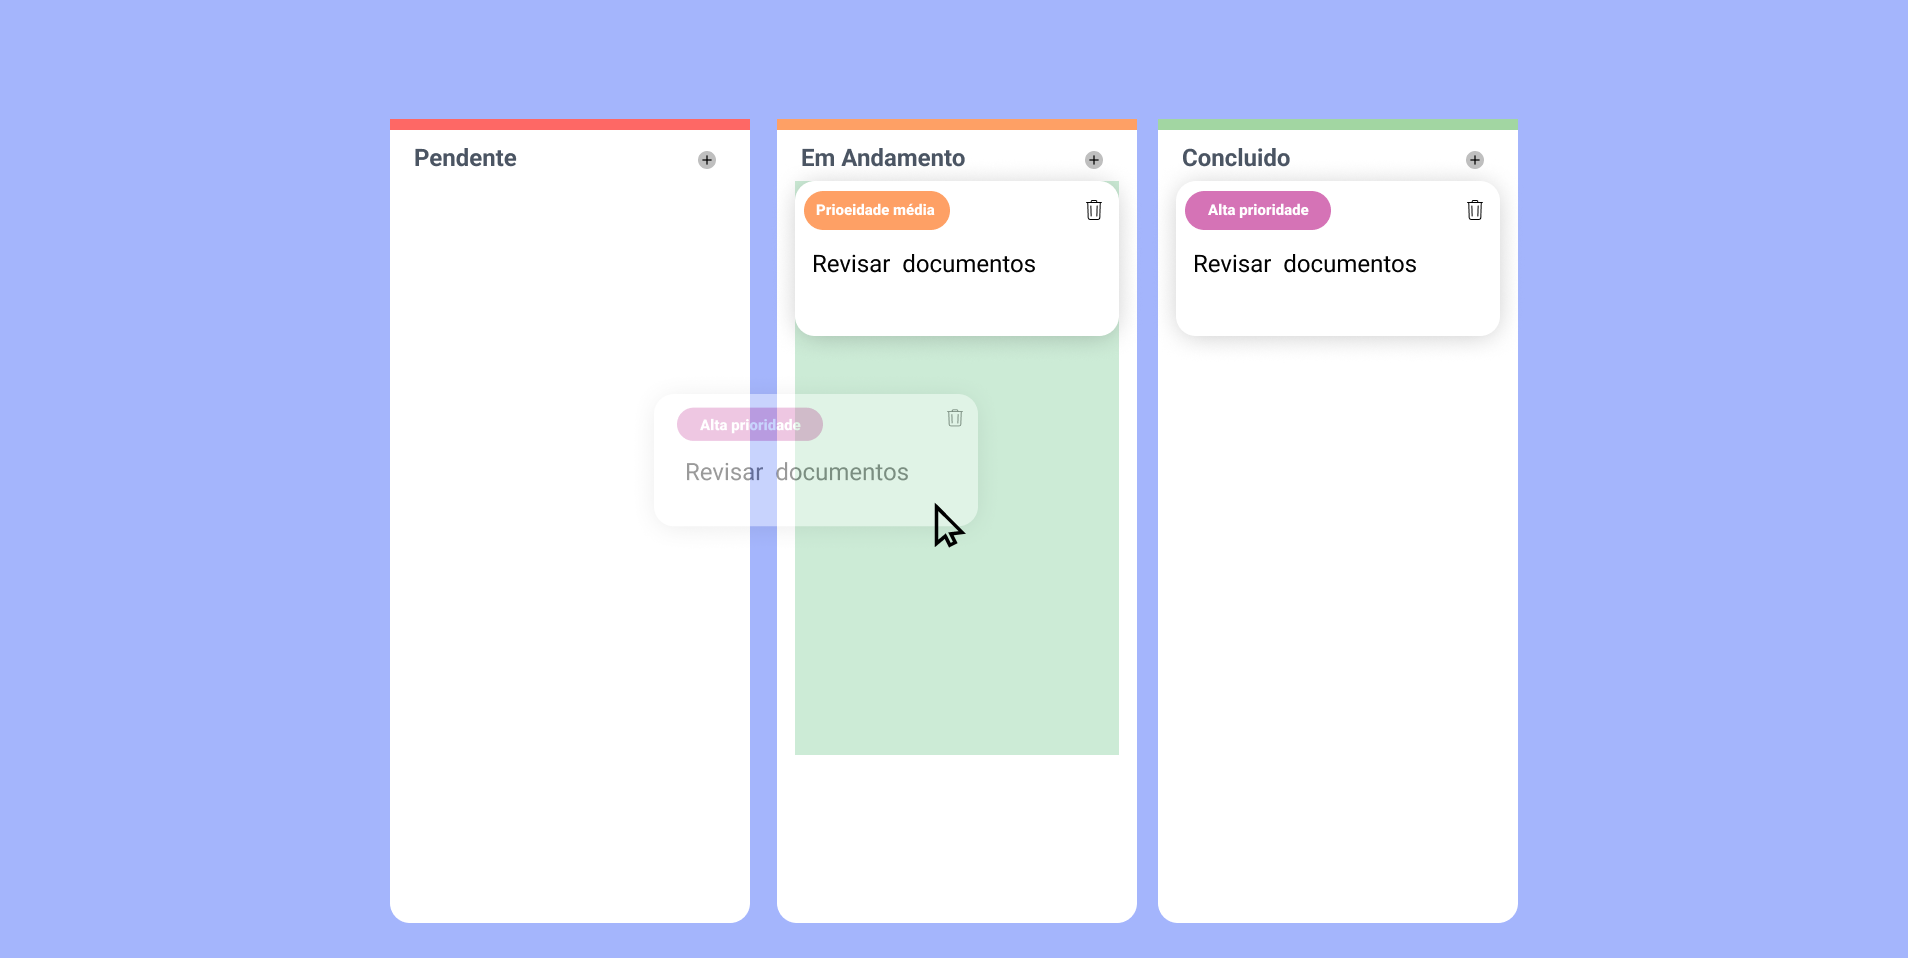 Pendente
Em Andamento
Prioeidade média
Revisar documentos
Alta prioridade
Revisar documentos
Concluido
Alta prioridade
Revisar documentos